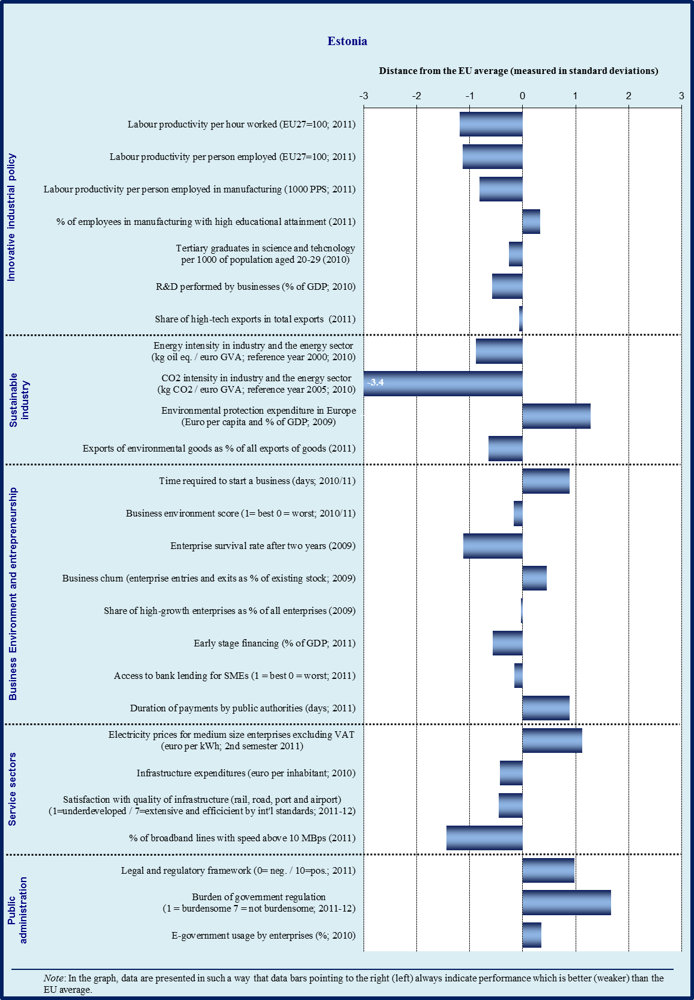 Estonia
Distance from the EU average (measured in standard deviations)
-3 -2 -1 0 1 2 3
Innovative industrial policy
Labour productivity per hour worked (EU27=100; 2011)
Labour productivity per person employed (EU27=100; 2011)
Labour productivity per person employed in manufacturing (1000 PPS; 2011)
% of employees in manufacturing with high educational attainment (2011)
Tertiary graduates in science and tehcnology
per 1000 of population aged 20-29 (2010)
R&D performed by businesses (% of GDP; 2010)
Share of high-tech exports in total exports (2011)
Sustainable
industry
Energy intensity in industry and the energy sector
(kg oil eq. / euro GVA; reference year 2000; 2010)
CO2 intensity in industry and the energy sector
(kg CO2 / euro GVA; reference year 2005; 2010)
-3.4
Environmental protection expenditure in Europe
(Euro per capita and % of GDP; 2009)
Exports of environmental goods as % of all exports of goods (2011)
Business Environment and entrepreneurship
Time required to start a business (days; 2010/11)
Business environment score (1= best 0 = worst; 2010/11)
Enterprise survival rate after two years (2009)
Business churn (enterprise entries and exits as % of existing stock; 2009)
Share of high-growth enterprises as % of all enterprises (2009)
Early stage financing (% of GDP; 2011)
Access to bank lending for SMEs (1 = best 0 = worst; 2011)
Duration of payments by public authorities (days; 2011)
Service sectors
Electricity prices for medium size enterprises excluding VAT
(euro per kWh; 2nd semester 2011)
Infrastructure expenditures (euro per inhabitant; 2010)
Satisfaction with quality of infrastructure (rail, road, port and airport)
(1=underdeveloped / 7=extensive and efficicient by int'l standards; 2011-12)
% of broadband lines with speed above 10 MBps (2011)
Public
administration
Legal and regulatory framework (0= neg. / 10=pos.; 2011)
Burden of government regulation
(1 = burdensome 7 = not burdensome; 2011-12)
E-government usage by enterprises (%; 2010)
Note: In the graph, data are presented in such a way that data bars pointing to the right (left) always indicate performance which is better (weaker) than the
EU average.